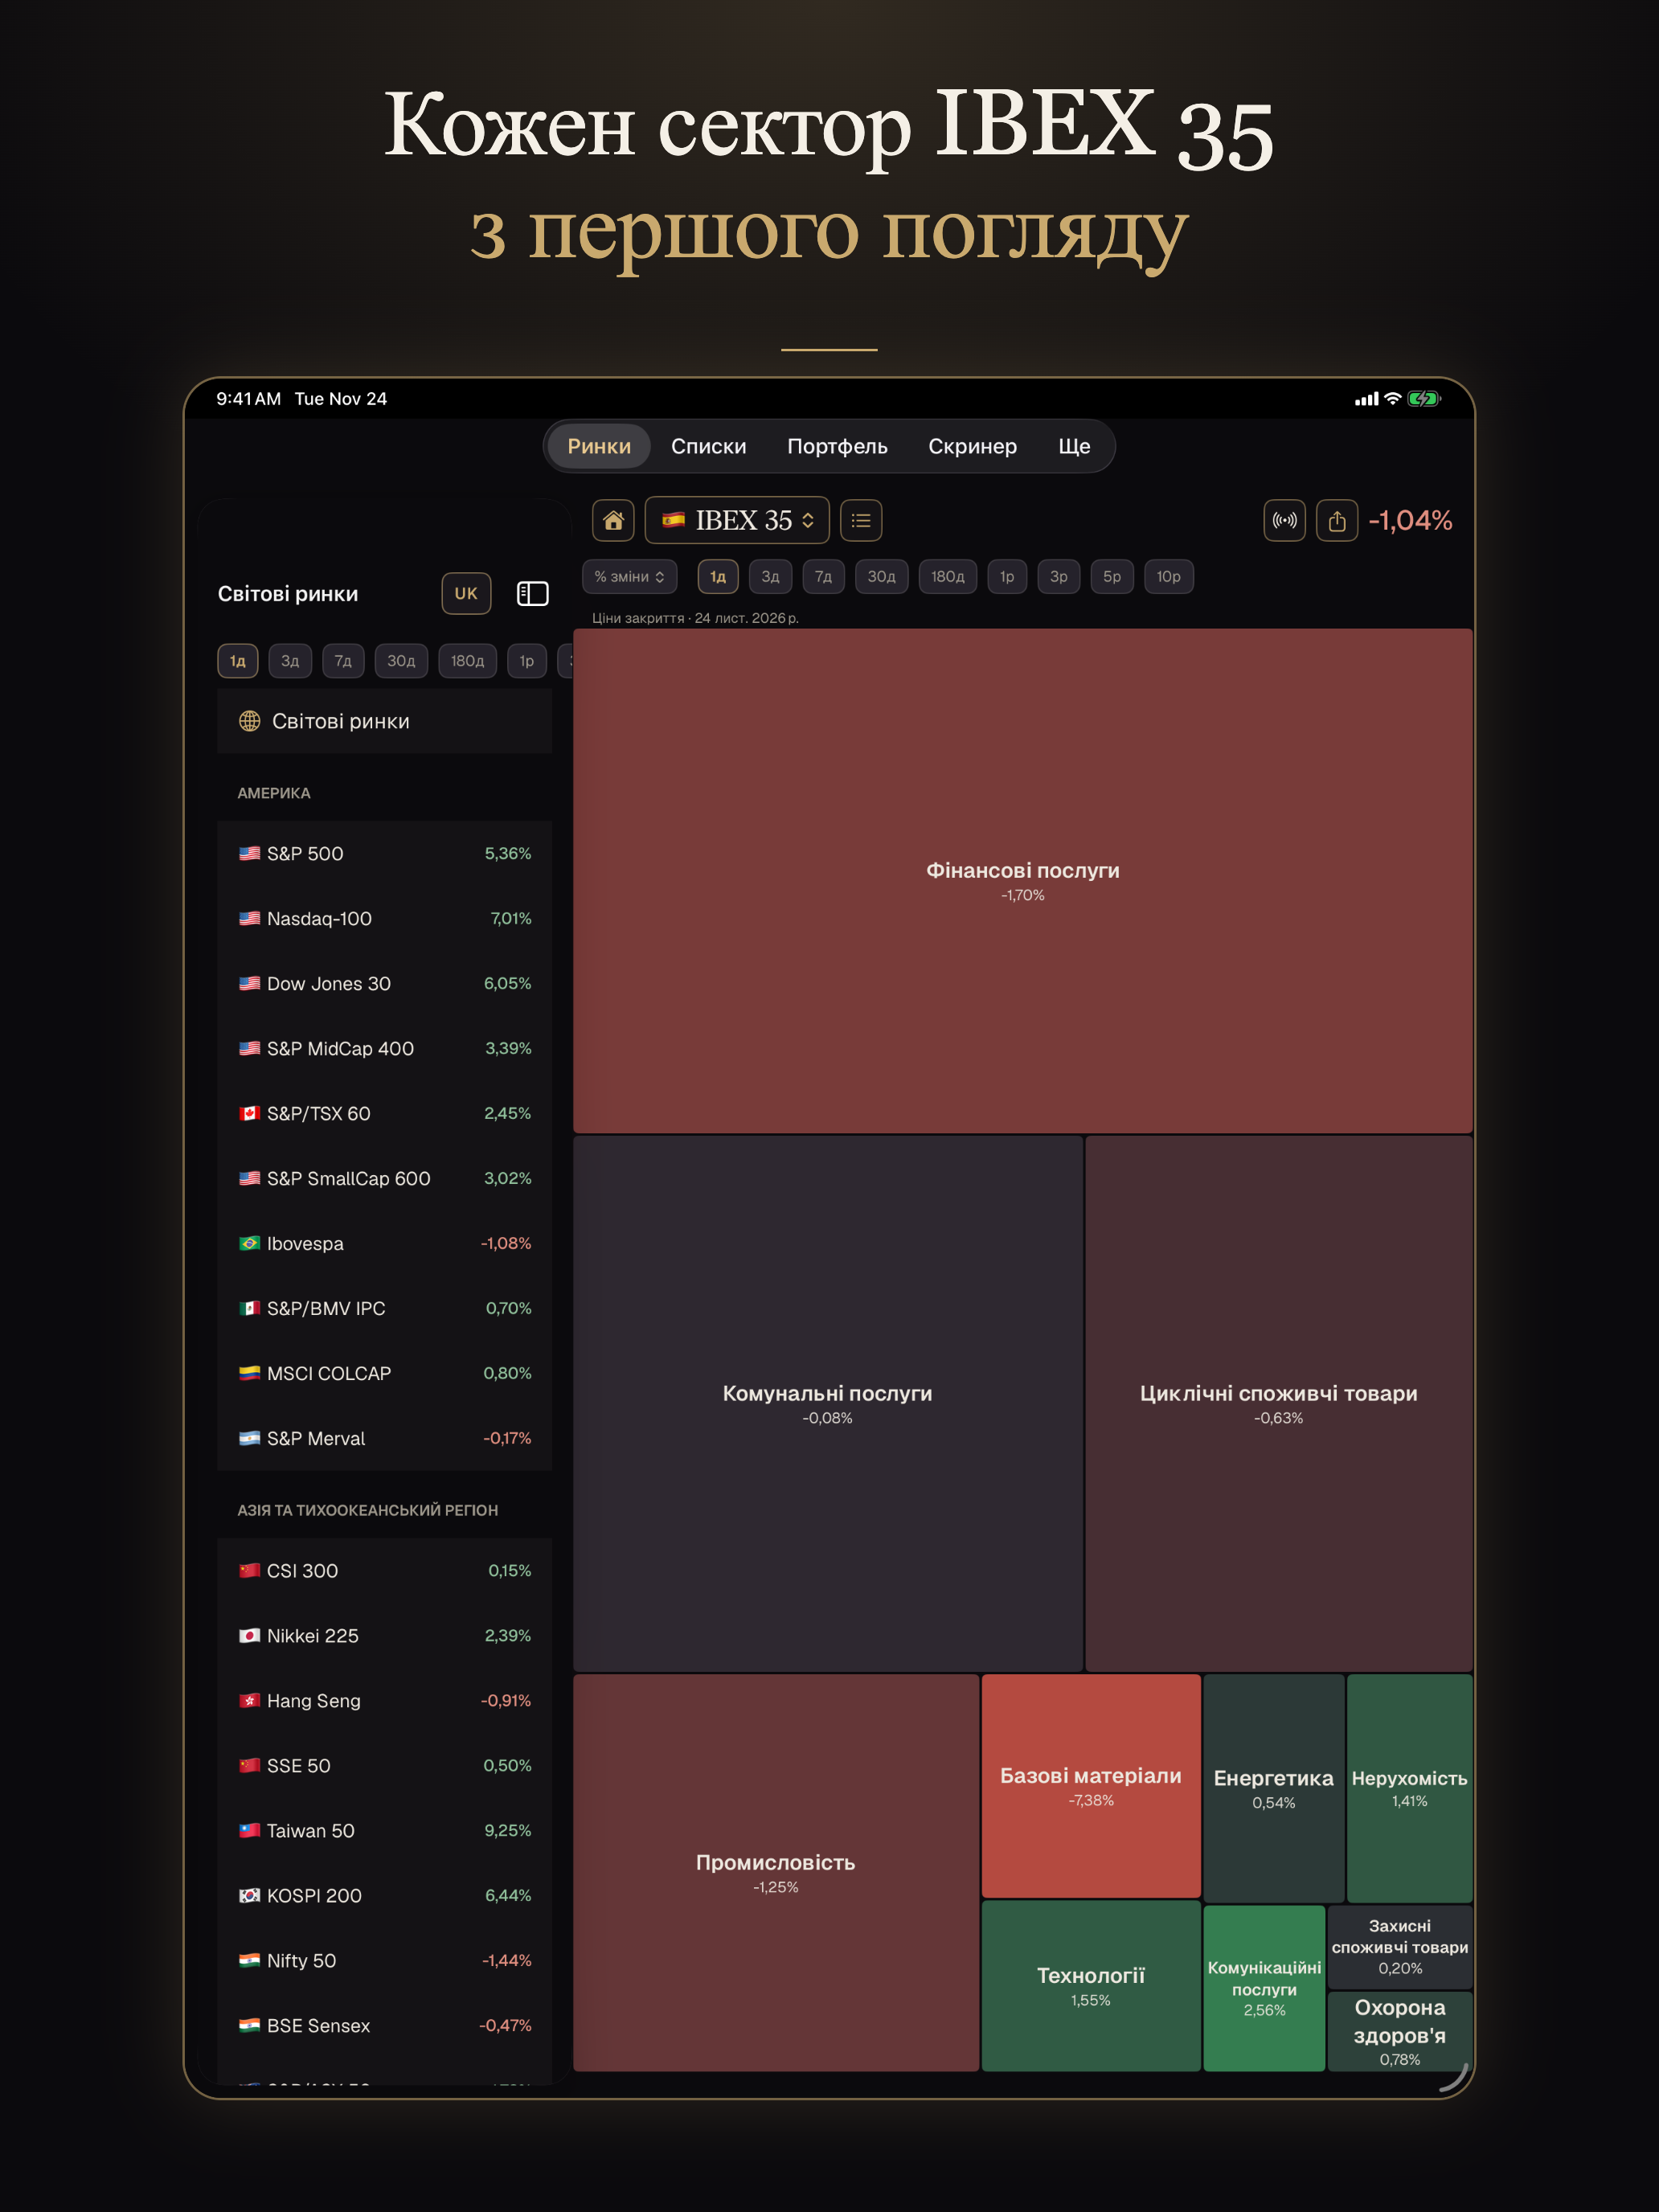 Кожен сектор IBEX 35
з першого погляду
9:41 AM Tue Nov 24
Ринки Списки Портфель Скринер Ще
IBEX 35
-1,04%
% зміни 1д 3д 7д 30д 180д 1р 3р 5р 10р
Ціни закриття · 24 лист. 2026 р.
Світові ринки UK
1д 3д 7д 30д 180д 1р
Світові ринки
АМЕРИКА
S&P 500 5,36%
Nasdaq-100 7,01%
Dow Jones 30 6,05%
S&P MidCap 400 3,39%
S&P/TSX 60 2,45%
S&P SmallCap 600 3,02%
Ibovespa -1,08%
S&P/BMV IPC 0,70%
MSCI COLCAP 0,80%
S&P Merval -0,17%
АЗІЯ ТА ТИХООКЕАНСЬКИЙ РЕГІОН
CSI 300 0,15%
Nikkei 225 2,39%
Hang Seng -0,91%
SSE 50 0,50%
Taiwan 50 9,25%
KOSPI 200 6,44%
Nifty 50 -1,44%
BSE Sensex -0,47%
Фінансові послуги
-1,70%
Комунальні послуги
-0,08%
Циклічні споживчі товари
-0,63%
Промисловість
-1,25%
Базові матеріали
-7,38%
Енергетика
0,54%
Нерухомість
1,41%
Технології
1,55%
Комунікаційні
послуги
2,56%
Захисні
споживчі товари
0,20%
Охорона
здоров'я
0,78%